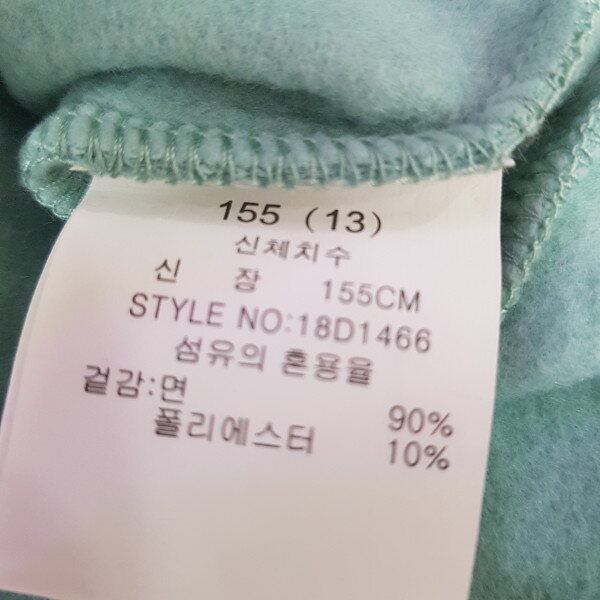 155 (13)
신체치수
신 장 155CM
STYLE NO:18D1466
섬유의 혼용율
겉감:면 90%
폴리에스터 10%